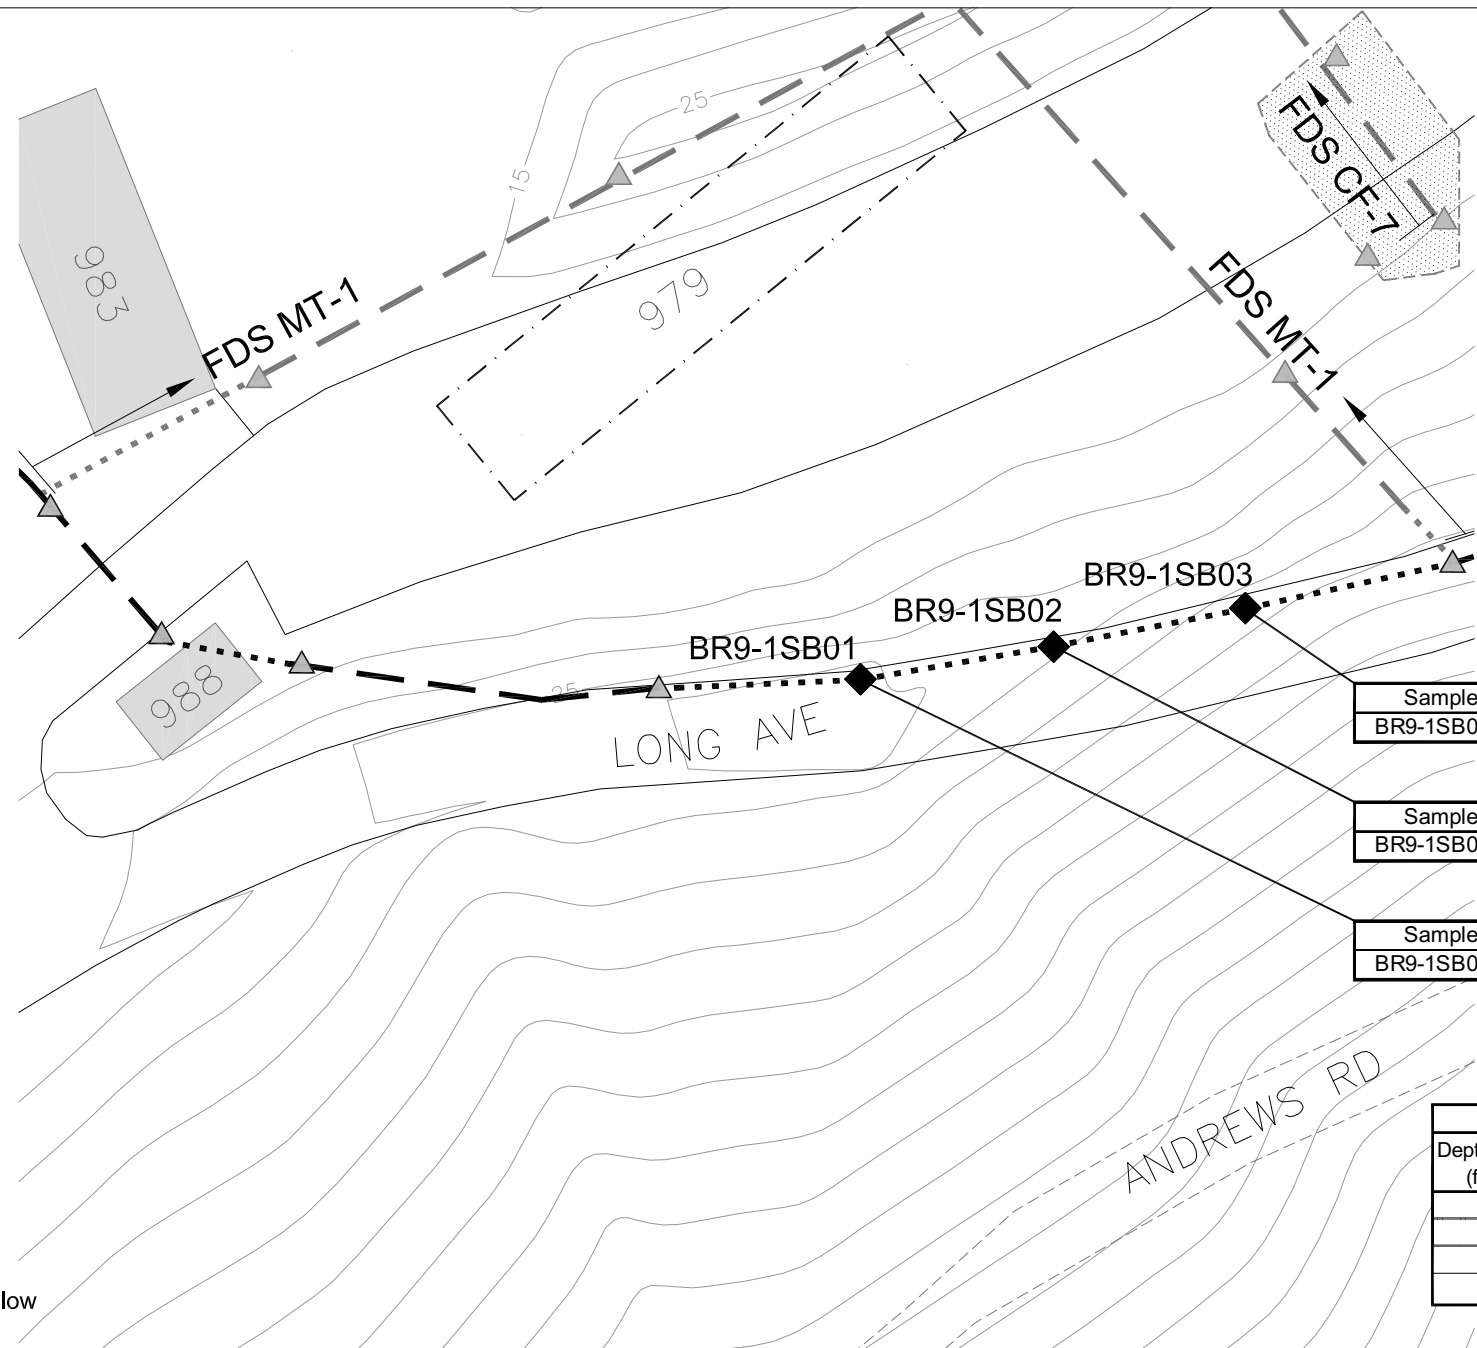 25
15
FDS CF-7
983
979
FDS MT-1
FDS MT-1
BR9-1SB03
BR9-1SB02
BR9-1SB01
988
25
LONG AVE
Sample
BR9-1SB0
Sample
BR9-1SB0
Sample
BR9-1SB0
ANDREWS RD
Dept
(f
low